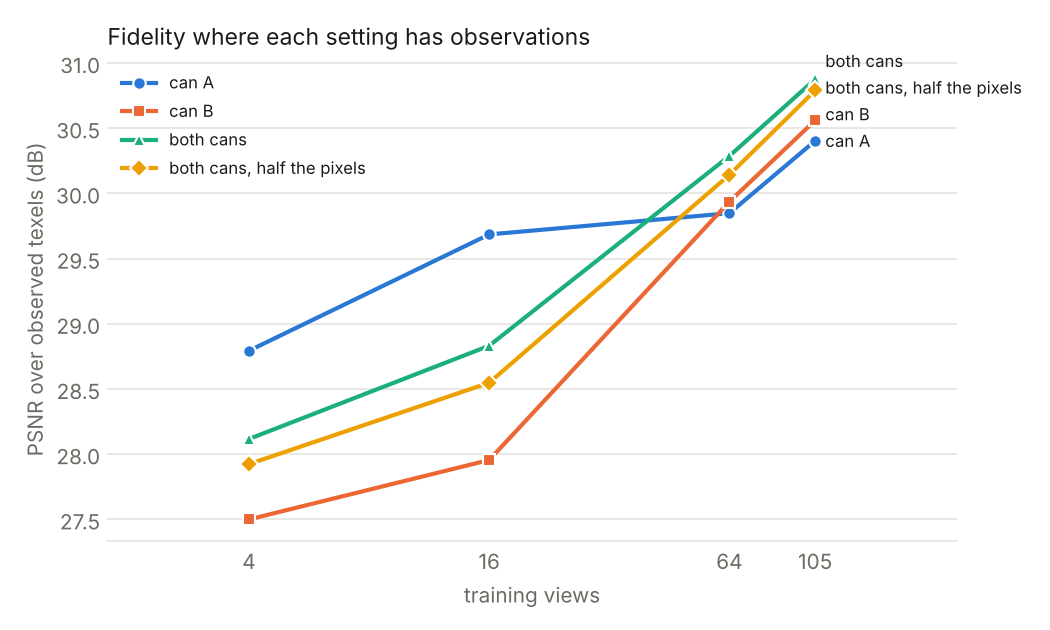 Fidelity where each setting has observations
31.0
30.5
30.0
29.5
29.0
28.5
28.0
27.5
PSNR over observed texels (dB)
can A
can B
both cans
both cans, half the pixels
both cans
both cans, half the pixels
can B
can A
4
16
64
105
training views